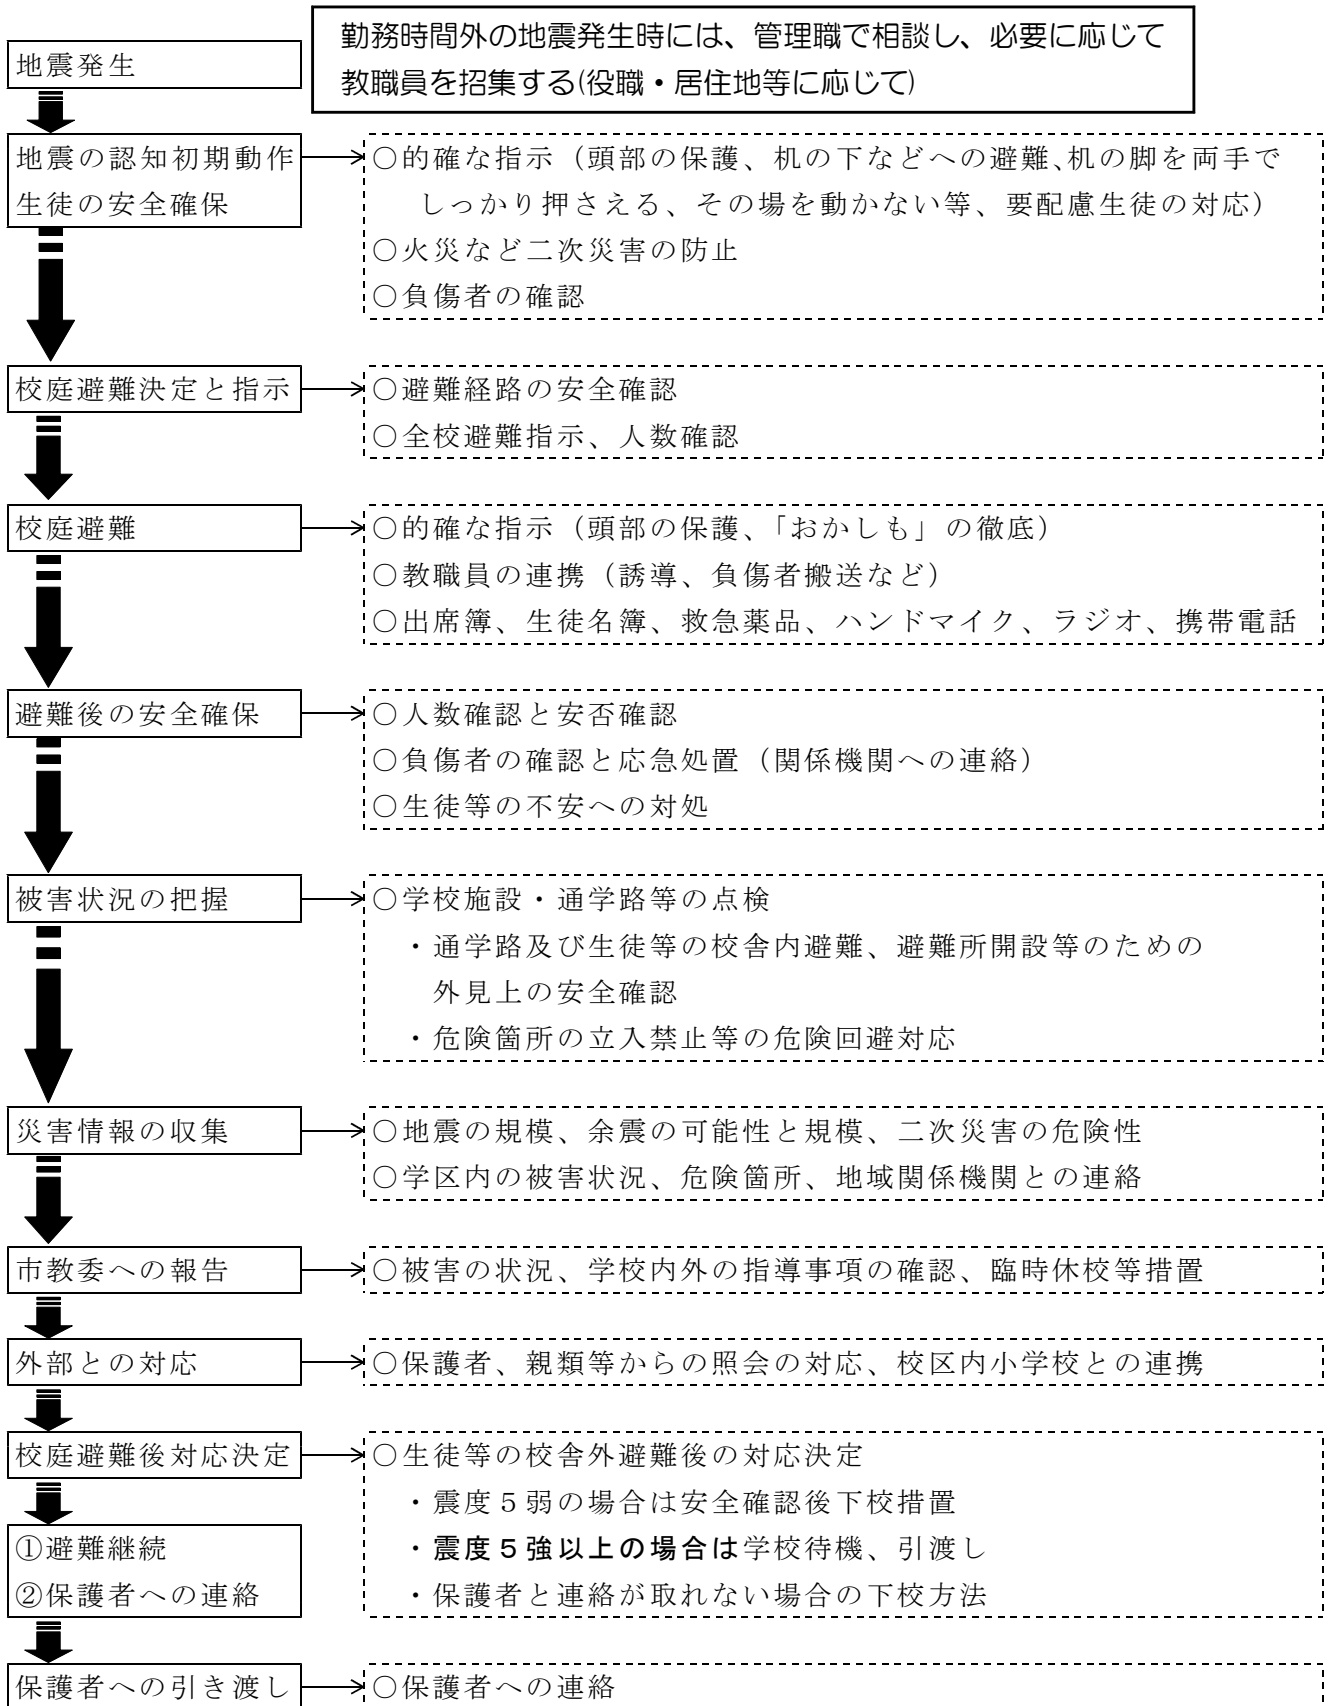 勤務時間外の地震発生時には、管理職で相談し、必要に応じて
教職員を招集する(役職・居住地等に応じて)
地震発生
地震の認知初期動作
生徒の安全確保
○的確な指示（頭部の保護、机の下などへの避難、机の脚を両手で
しっかり押さえる、その場を動かない等、要配慮生徒の対応）
○火災など二次災害の防止
○負傷者の確認
校庭避難決定と指示
○避難経路の安全確認
○全校避難指示、人数確認
校庭避難
○的確な指示（頭部の保護、「おかしも」の徹底）
○教職員の連携（誘導、負傷者搬送など）
○出席簿、生徒名簿、救急薬品、ハンドマイク、ラジオ、携帯電話
避難後の安全確保
○人数確認と安否確認
○負傷者の確認と応急処置（関係機関への連絡）
○生徒等の不安への対処
被害状況の把握
○学校施設・通学路等の点検
・通学路及び生徒等の校舎内避難、避難所開設等のための
外見上の安全確認
・危険箇所の立入禁止等の危険回避対応
災害情報の収集
○地震の規模、余震の可能性と規模、二次災害の危険性
○学区内の被害状況、危険箇所、地域関係機関との連絡
市教委への報告
○被害の状況、学校内外の指導事項の確認、臨時休校等措置
外部との対応
○保護者、親類等からの照会の対応、校区内小学校との連携
校庭避難後対応決定
○生徒等の校舎外避難後の対応決定
・震度５弱の場合は安全確認後下校措置
①避難継続
・震度５強以上の場合は学校待機、引渡し
②保護者への連絡
・保護者と連絡が取れない場合の下校方法
保護者への引き渡し
○保護者への連絡